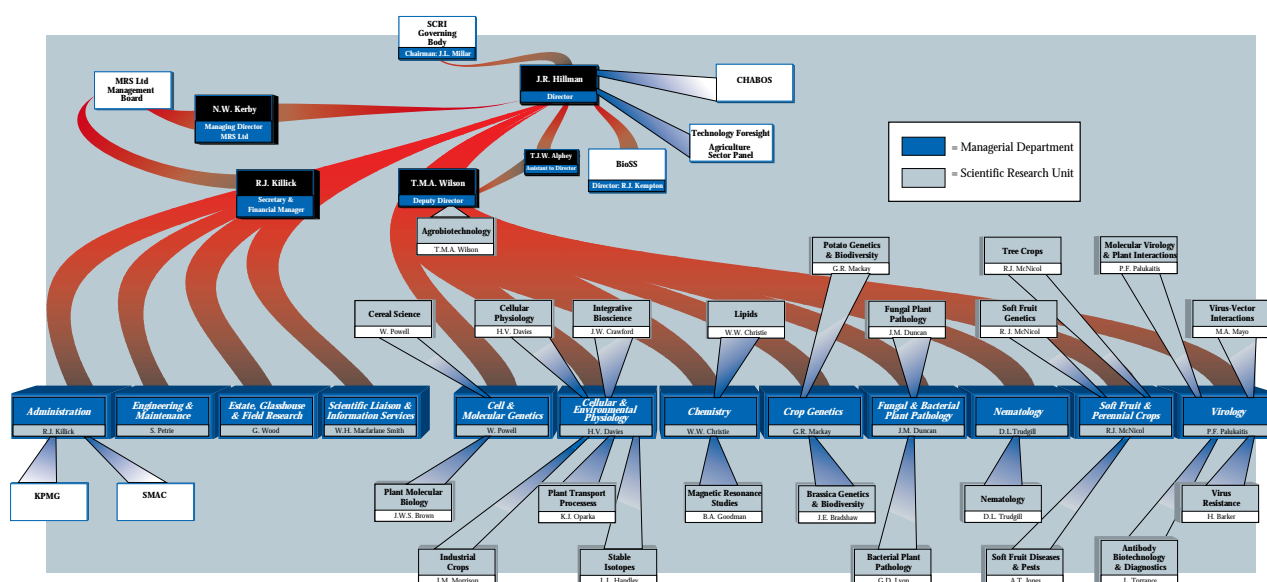 SCRI
Governing
Body
Chairman: J.L. Millar
MRS Ltd
Management
Board
N.W. Kerby
Managing Director
MRS Ltd
J.R. Hillman
Director
CHABOS
Technology Foresight
Agriculture
Sector Panel
= Managerial Department
= Scientific Research Unit
T.J.W. Alphey
Assistant to Director
BioSS
Director: R.J. Kempton
R.J. Killick
Secretary &
Financial Manager
T.M.A. Wilson
Deputy Director
Agrobiotechnology
T.M.A. Wilson
Potato Genetics
& Biodiversity
G.R. Mackay
Tree Crops
R.J. McNicol
Molecular Virology
& Plant Interactions
P.F. Palukaitis
Cereal Science
W. Powell
Cellular
Physiology
H.V. Davies
Integrative
Bioscience
J.W. Crawford
Lipids
W.W. Christie
Fungal Plant
Pathology
J.M. Duncan
Soft Fruit
Genetics
R. J. McNicol
Virus-Vector
Interactions
M.A. Mayo
Administration
R.J. Killick
Engineering &
Maintenance
S. Petrie
Estate, Glasshouse
& Field Research
G. Wood
Scientific Liaison &
Information Services
W.H. Macfarlane Smith
Cell &
Molecular Genetics
W. Powell
Cellular &
Environmental
Physiology
H.V. Davies
Chemistry
W.W. Christie
Crop Genetics
G.R. Mackay
Fungal & Bacterial
Plant Pathology
J.M. Duncan
Nematology
D.L.Trudgill
Soft Fruit &
Perennial Crops
R.J. McNicol
Virology
P.F. Palukaitis
KPMG
SMAC
Plant Molecular
Biology
J.W.S. Brown
Plant Transport
Processess
K.J. Oparka
Magnetic Resonance
Studies
B.A. Goodman
Brassica Genetics
& Biodiversity
J.E. Bradshaw
Nematology
D.L. Trudgill
Virus
Resistance
H. Barker
Industrial
Crops
J.M. Morrison
Stable
Isotopes
L.L. Handley
Bacterial Plant
Pathology
G.D. Lyon
Soft Fruit Diseases
& Pests
A.T. Jones
Antibody
Biotechnology
& Diagnostics
L. Torrance